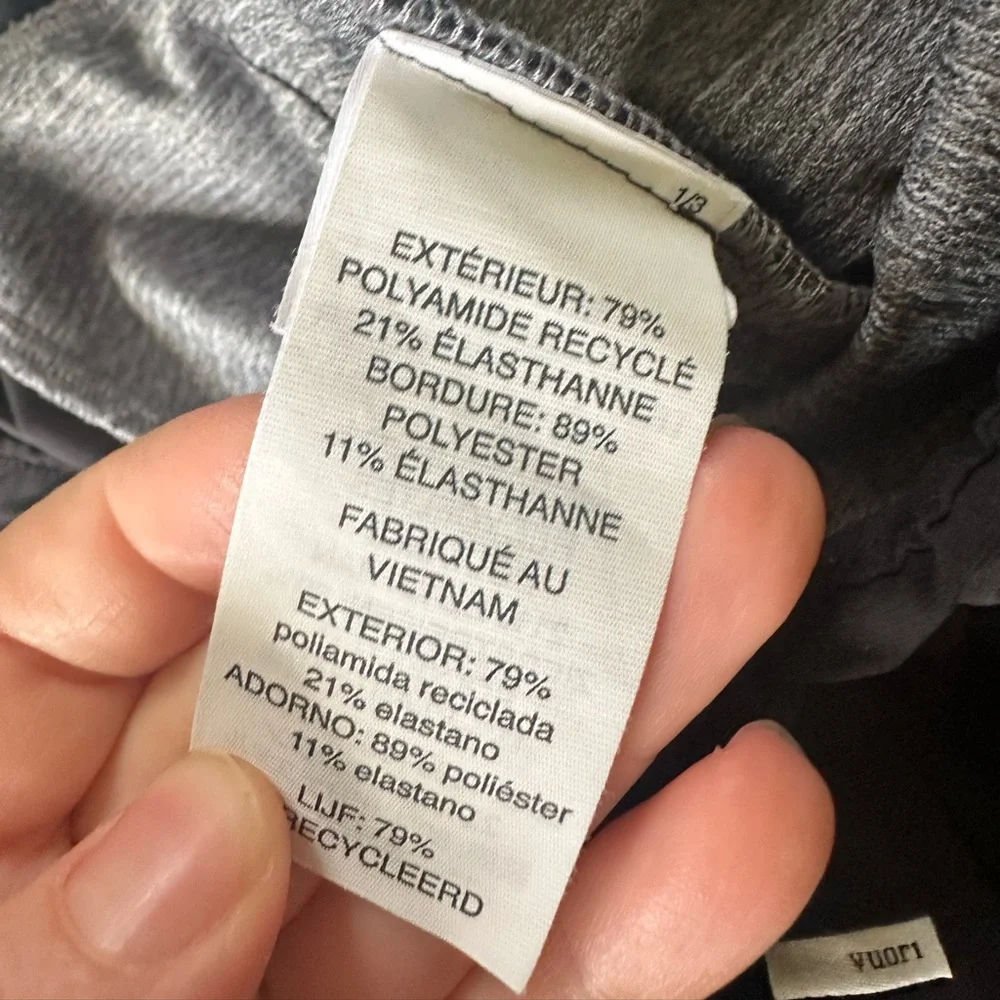 1/3
EXTÉRIEUR: 79%
POLYAMIDE RECYCLÉ
21% ÉLASTHANNE
BORDURE: 89%
POLYESTER
11% ÉLASTHANNE
FABRIQUÉ AU
VIETNAM
EXTERIOR: 79%
poliamida reciclada
21% elastano
ADORNO: 89% poliéster
11% elastano
LIJF: 79%
RECYCLEERD
vuori